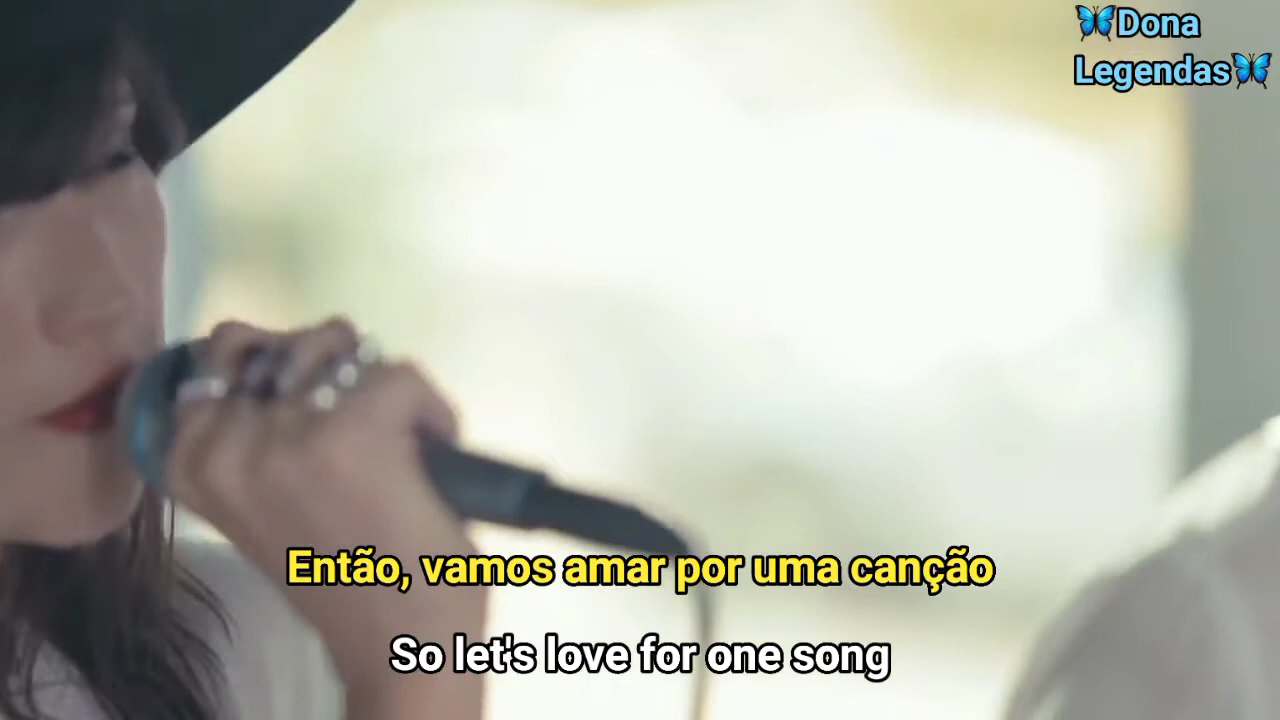 🦋Dona
Legendas🦋
Então, vamos amar por uma canção
So let's love for one song